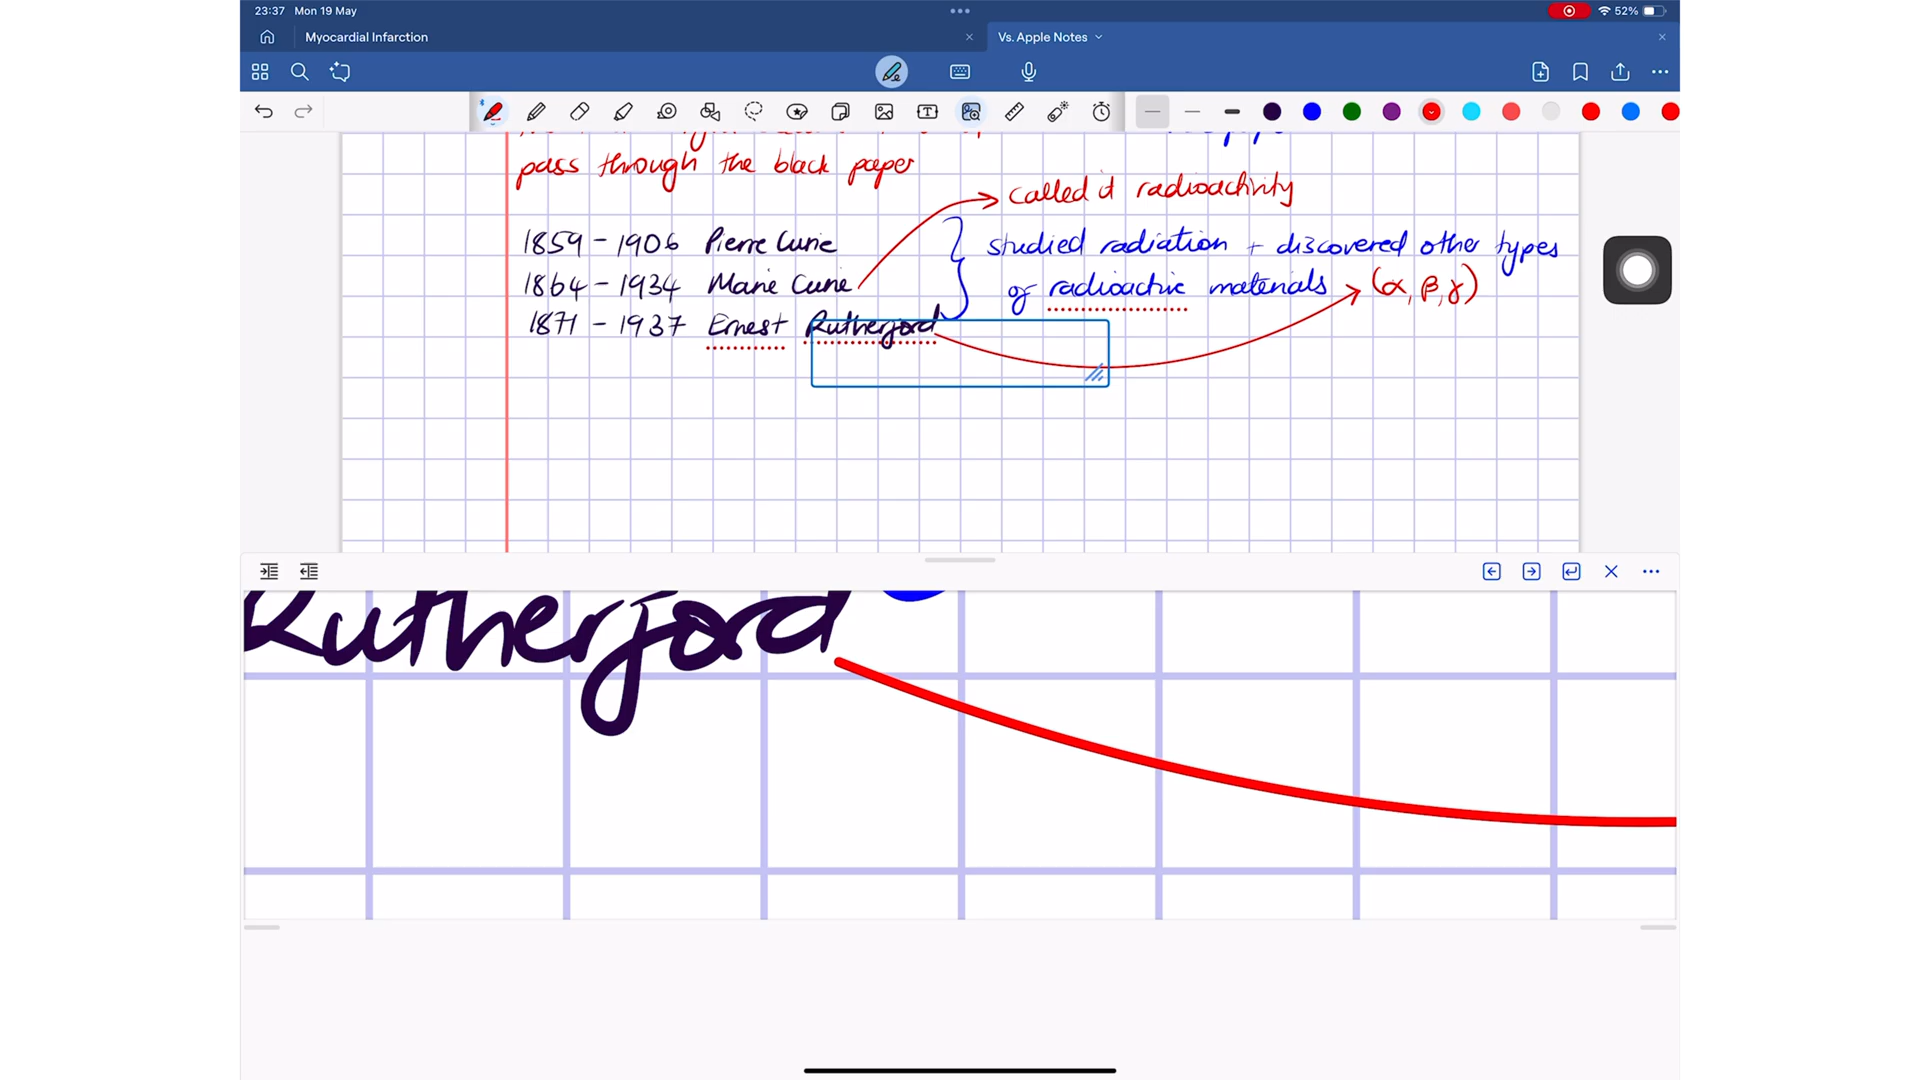 23:37 Mon 19 May
52%
Myocardial Infarction
Vs. Apple Notes
pass through the black paper
called it radioactivity
1859 - 1906 Pierre Curie
studied radiation + discovered other types
1864 - 1934 Marie Curie
of radioactive materials (α, β, γ)
1871 - 1937 Ernest Rutherford
Rutherford